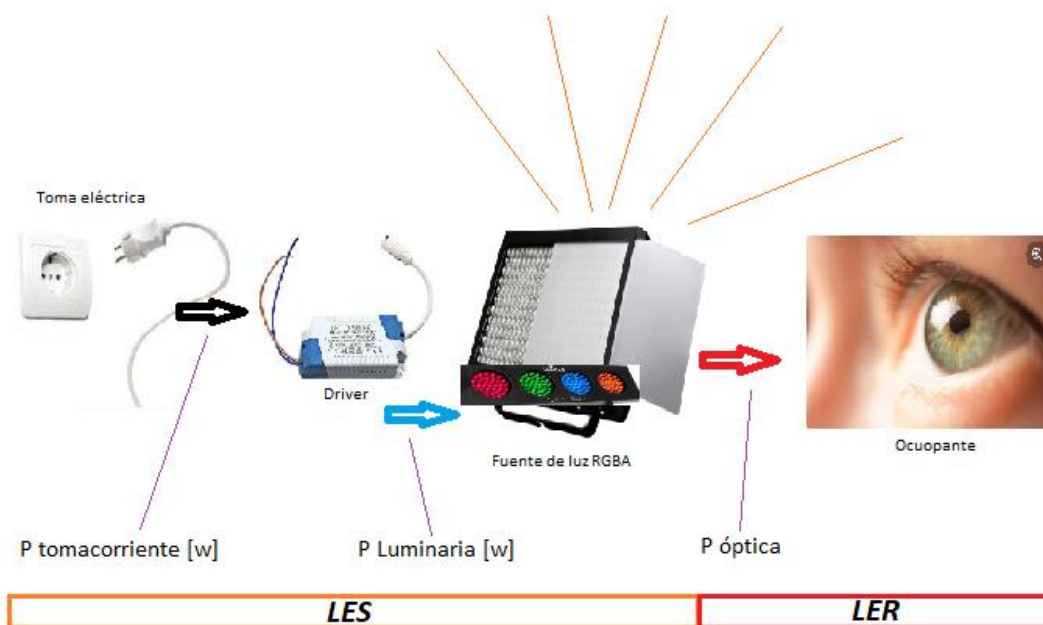 Toma eléctrica
Driver
Fuente de luz RGBA
Ocuopante
P tomacorriente [w]
P Luminaria [w]
P óptica
LES
LER